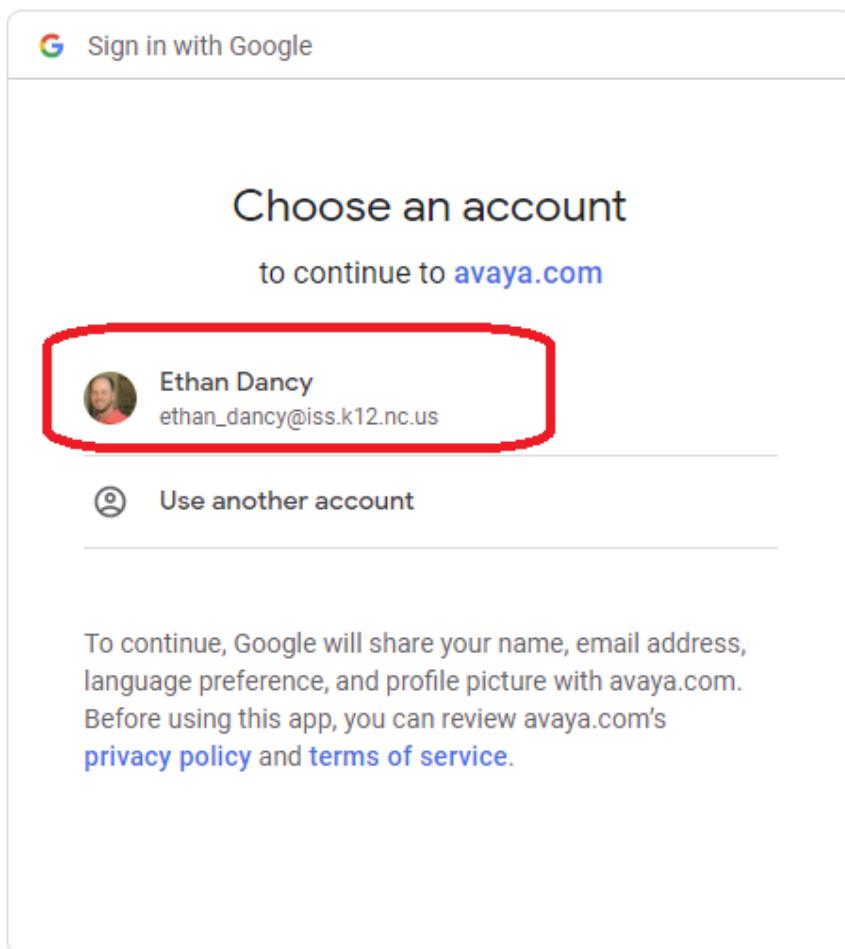 Sign in with Google
Choose an account
to continue to avaya.com
Ethan Dancy
ethan_dancy@iss.k12.nc.us
Use another account
To continue, Google will share your name, email address,
language preference, and profile picture with avaya.com.
Before using this app, you can review avaya.com's
privacy policy and terms of service.